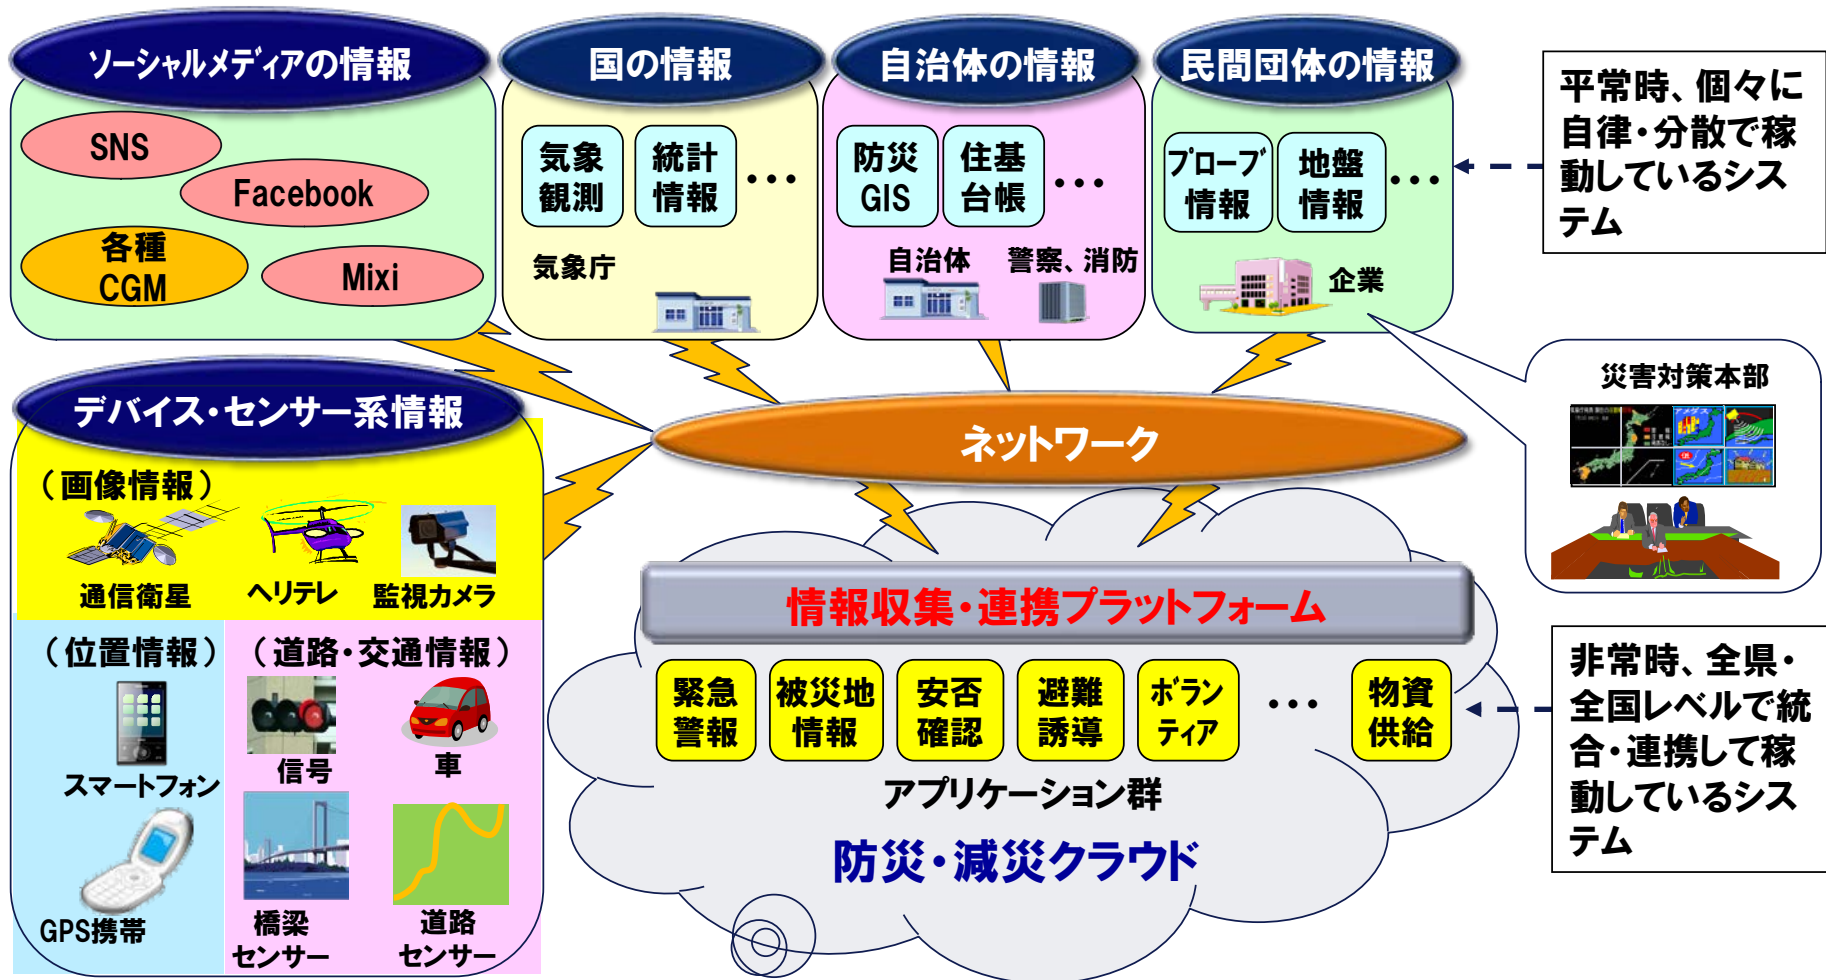 ソーシャルメディアの情報
SNS
Facebook
各種
CGM
Mixi
国の情報
気象
観測
統計
情報
・・・
気象庁
自治体の情報
防災
GIS
住基
台帳
・・・
自治体
警察、消防
民間団体の情報
プローブ
情報
地盤
情報
・・・
企業
平常時、個々に
自律・分散で稼
動しているシス
テム
災害対策本部
アメダス
低
デバイス・センサー系情報
（画像情報）
通信衛星
ヘリテレ
監視カメラ
（位置情報）
スマートフォン
GPS携帯
（道路・交通情報）
信号
車
橋梁
センサー
道路
センサー
ネットワーク
情報収集・連携プラットフォーム
緊急
警報
被災地
情報
安否
確認
避難
誘導
ボラン
ティア
・・・
物資
供給
アプリケーション群
防災・減災クラウド
非常時、全県・
全国レベルで統
合・連携して稼
動しているシス
テム